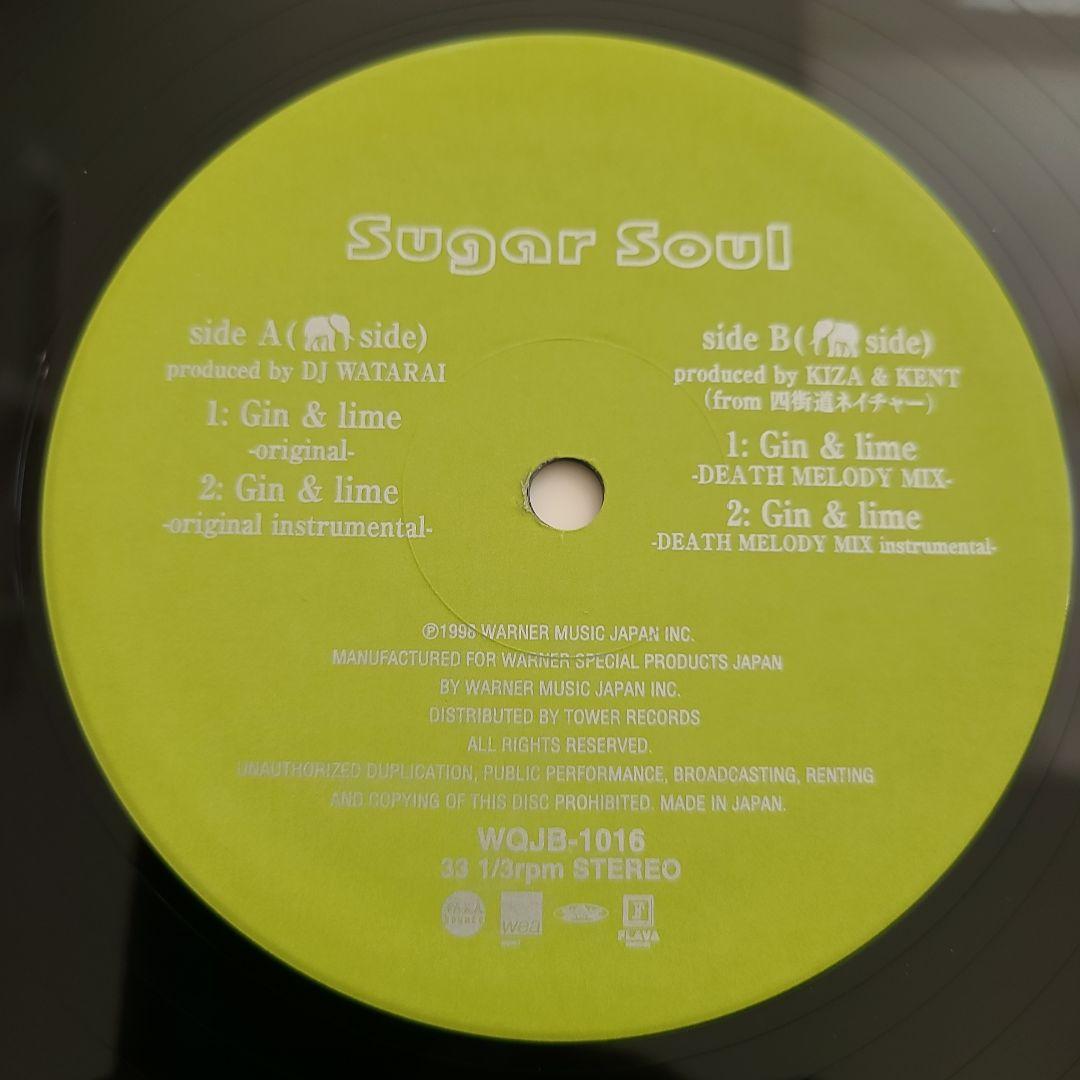 Sugar Soul
side A ( side)
produced by DJ WATARAI
1: Gin & lime
-original-
2: Gin & lime
-original instrumental-
side B ( side)
produced by KIZA & KENT
(from 四街道ネイチャー)
1: Gin & lime
-DEATH MELODY MIX-
2: Gin & lime
-DEATH MELODY MIX instrumental-
℗1998 WARNER MUSIC JAPAN INC.
MANUFACTURED FOR WARNER SPECIAL PRODUCTS JAPAN
BY WARNER MUSIC JAPAN INC.
DISTRIBUTED BY TOWER RECORDS
ALL RIGHTS RESERVED.
UNAUTHORIZED DUPLICATION, PUBLIC PERFORMANCE, BROADCASTING, RENTING
AND COPYING OF THIS DISC PROHIBITED. MADE IN JAPAN.
WQJB-1016
33 1/3rpm STEREO
wea
F
FLAVA